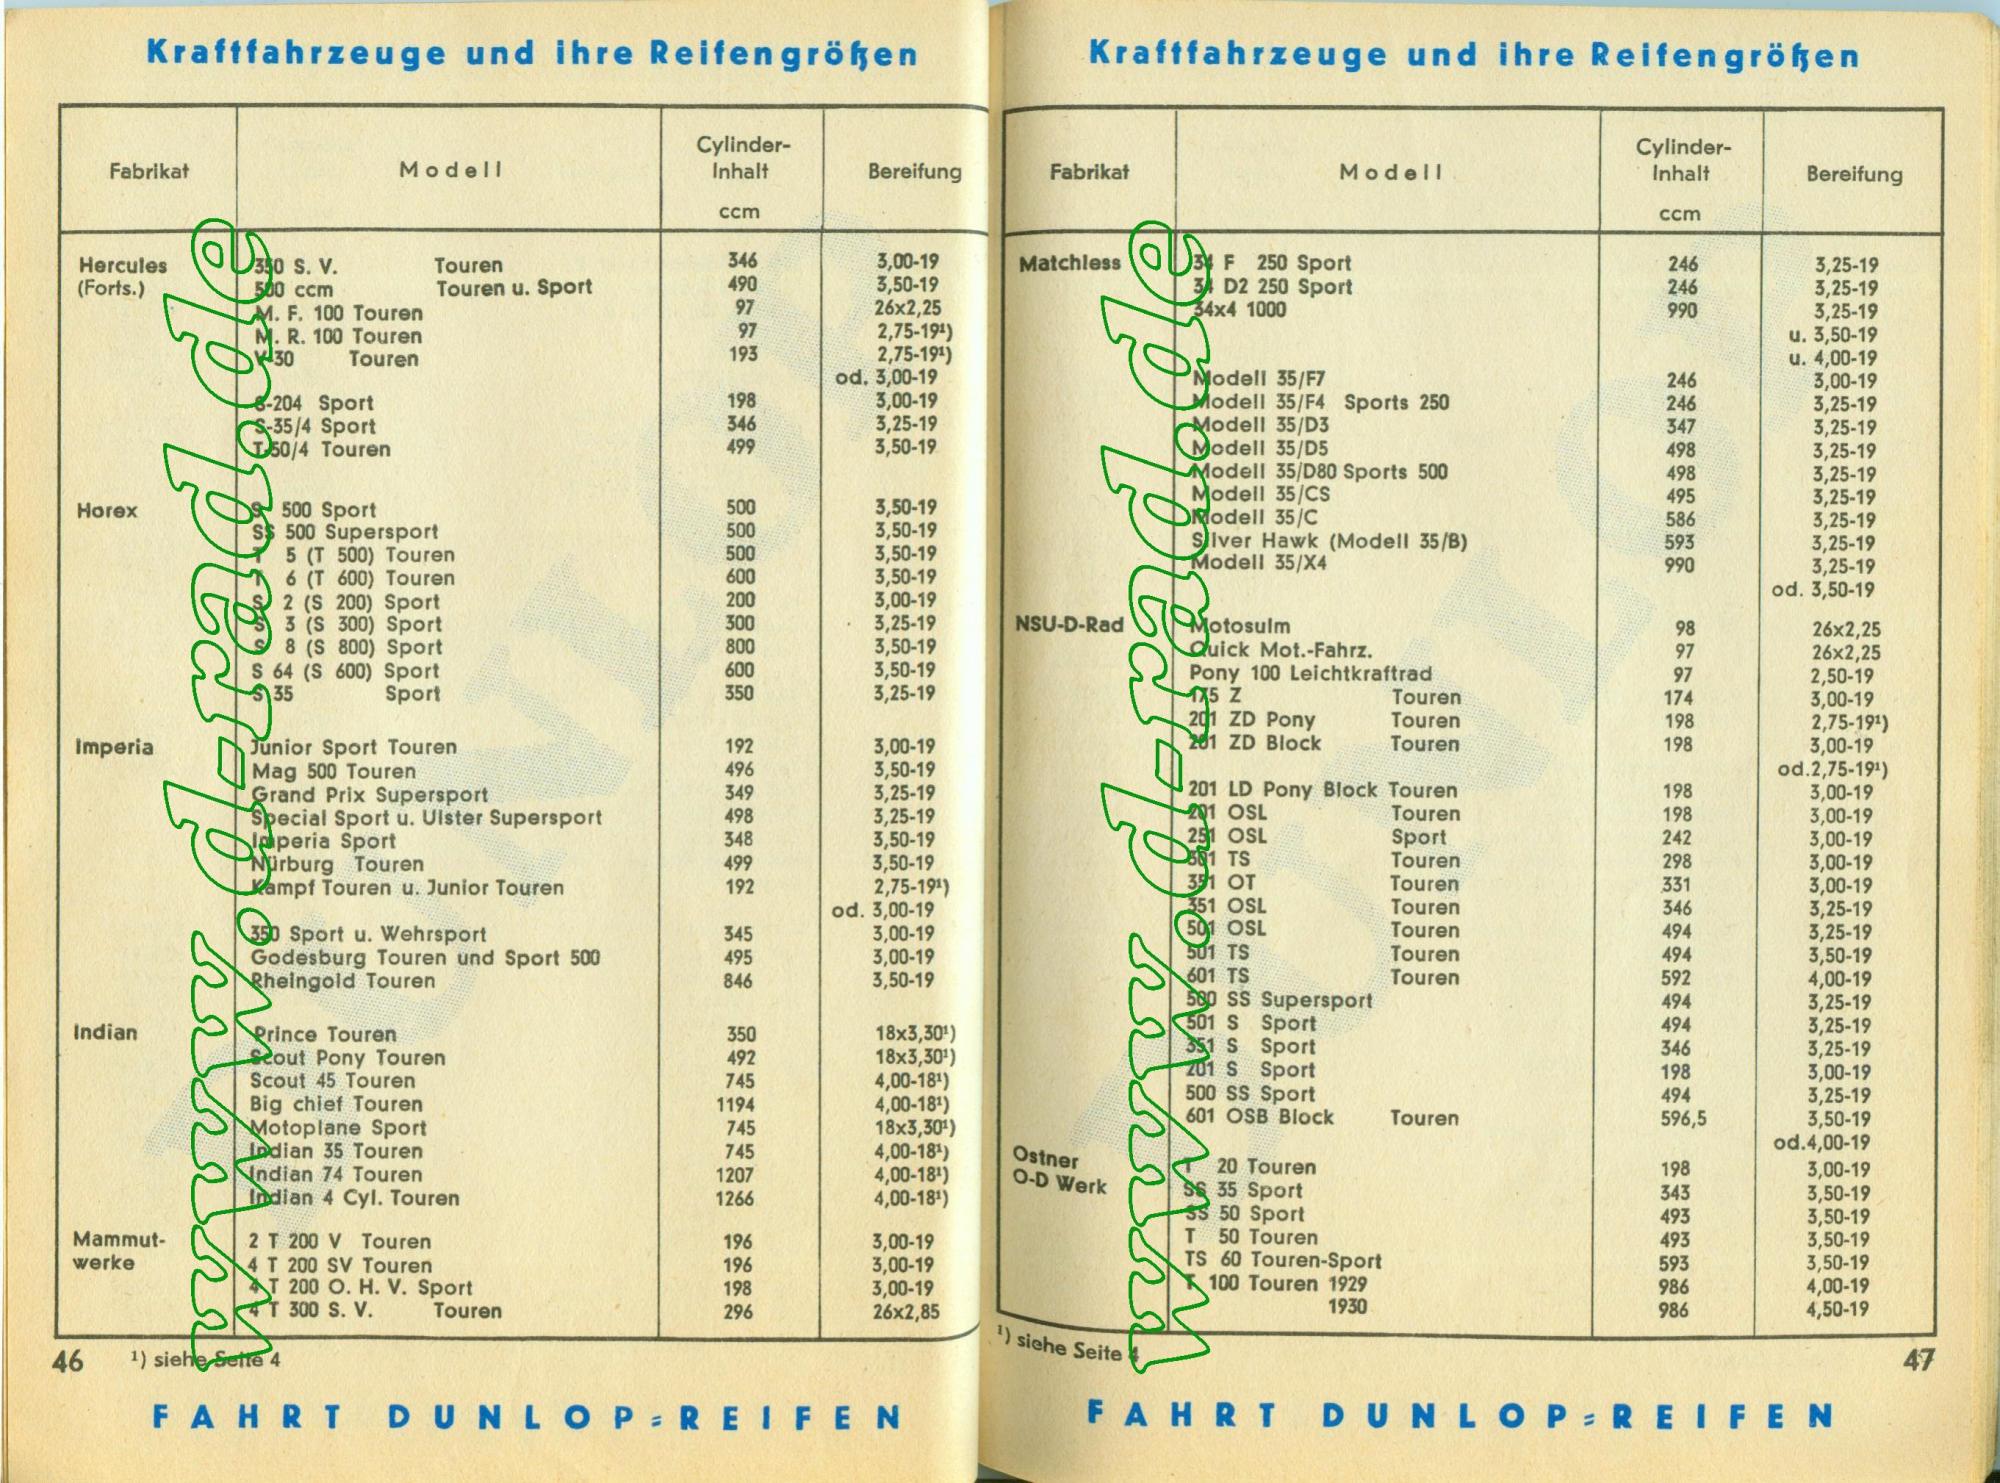 Kraftfahrzeuge und ihre Reifengrößen
Fabrikat Modell Cylinder-Inhalt ccm Bereifung
Hercules 350 S. V. Touren 346 3,00-19
(Forts.) 500 ccm Touren u. Sport 490 3,50-19
M. F. 100 Touren 97 26x2,25
M. R. 100 Touren 97 2,75-19¹)
V-30 Touren 193 2,75-19¹)
od. 3,00-19
S-204 Sport 198 3,00-19
S-35/4 Sport 346 3,25-19
T-50/4 Touren 499 3,50-19
Horex S 500 Sport 500 3,50-19
SS 500 Supersport 500 3,50-19
T 5 (T 500) Touren 500 3,50-19
T 6 (T 600) Touren 600 3,50-19
S 2 (S 200) Sport 200 3,00-19
S 3 (S 300) Sport 300 3,25-19
S 8 (S 800) Sport 800 3,50-19
S 64 (S 600) Sport 600 3,50-19
S 35 Sport 350 3,25-19
Imperia Junior Sport Touren 192 3,00-19
Mag 500 Touren 496 3,50-19
Grand Prix Supersport 349 3,25-19
Special Sport u. Ulster Supersport 498 3,25-19
Imperia Sport 348 3,50-19
Nürburg Touren 499 3,50-19
Kampf Touren u. Junior Touren 192 2,75-19¹)
od. 3,00-19
350 Sport u. Wehrsport 345 3,00-19
Godesburg Touren und Sport 500 495 3,00-19
Rheingold Touren 846 3,50-19
Indian Prince Touren 350 18x3,30¹)
Scout Pony Touren 492 18x3,30¹)
Scout 45 Touren 745 4,00-18¹)
Big chief Touren 1194 4,00-18¹)
Motoplane Sport 745 18x3,30¹)
Indian 35 Touren 745 4,00-18¹)
Indian 74 Touren 1207 4,00-18¹)
Indian 4 Cyl. Touren 1266 4,00-18¹)
Mammut- 2 T 200 V Touren 196 3,00-19
werke 4 T 200 SV Touren 196 3,00-19
4 T 200 O. H. V. Sport 198 3,00-19
4 T 300 S. V. Touren 296 26x2,85
46 ¹) siehe Seite 4
FAHRT DUNLOP=REIFEN
www.d-rad.de
Kraftfahrzeuge und ihre Reifengrößen
Fabrikat Modell Cylinder-Inhalt ccm Bereifung
Matchless 34 F 250 Sport 246 3,25-19
34 D2 250 Sport 246 3,25-19
34x4 1000 990 3,25-19
u. 3,50-19
u. 4,00-19
Modell 35/F7 246 3,00-19
Modell 35/F4 Sports 250 246 3,25-19
Modell 35/D3 347 3,25-19
Modell 35/D5 498 3,25-19
Modell 35/D80 Sports 500 498 3,25-19
Modell 35/CS 495 3,25-19
Modell 35/C 586 3,25-19
Silver Hawk (Modell 35/B) 593 3,25-19
Modell 35/X4 990 3,25-19
od. 3,50-19
NSU-D-Rad Motosulm 98 26x2,25
Quick Mot.-Fahrz. 97 26x2,25
Pony 100 Leichtkraftrad 97 2,50-19
175 Z Touren 174 3,00-19
201 ZD Pony Touren 198 2,75-19¹)
201 ZD Block Touren 198 3,00-19
od.2,75-19¹)
201 LD Pony Block Touren 198 3,00-19
201 OSL Touren 198 3,00-19
251 OSL Sport 242 3,00-19
TS Touren 298 3,00-19
351 OT Touren 331 3,00-19
351 OSL Touren 346 3,25-19
501 OSL Touren 494 3,25-19
501 TS Touren 494 3,50-19
601 TS Touren 592 4,00-19
500 SS Supersport 494 3,25-19
501 S Sport 494 3,25-19
351 S Sport 346 3,25-19
201 S Sport 198 3,00-19
500 SS Sport 494 3,25-19
601 OSB Block Touren 596,5 3,50-19
od.4,00-19
Ostner T 20 Touren 198 3,00-19
O-D Werk SS 35 Sport 343 3,50-19
SS 50 Sport 493 3,50-19
T 50 Touren 493 3,50-19
TS 60 Touren-Sport 593 3,50-19
T 100 Touren 1929 986 4,00-19
1930 986 4,50-19
¹) siehe Seite 4 47
FAHRT DUNLOP=REIFEN
www.d-rad.de